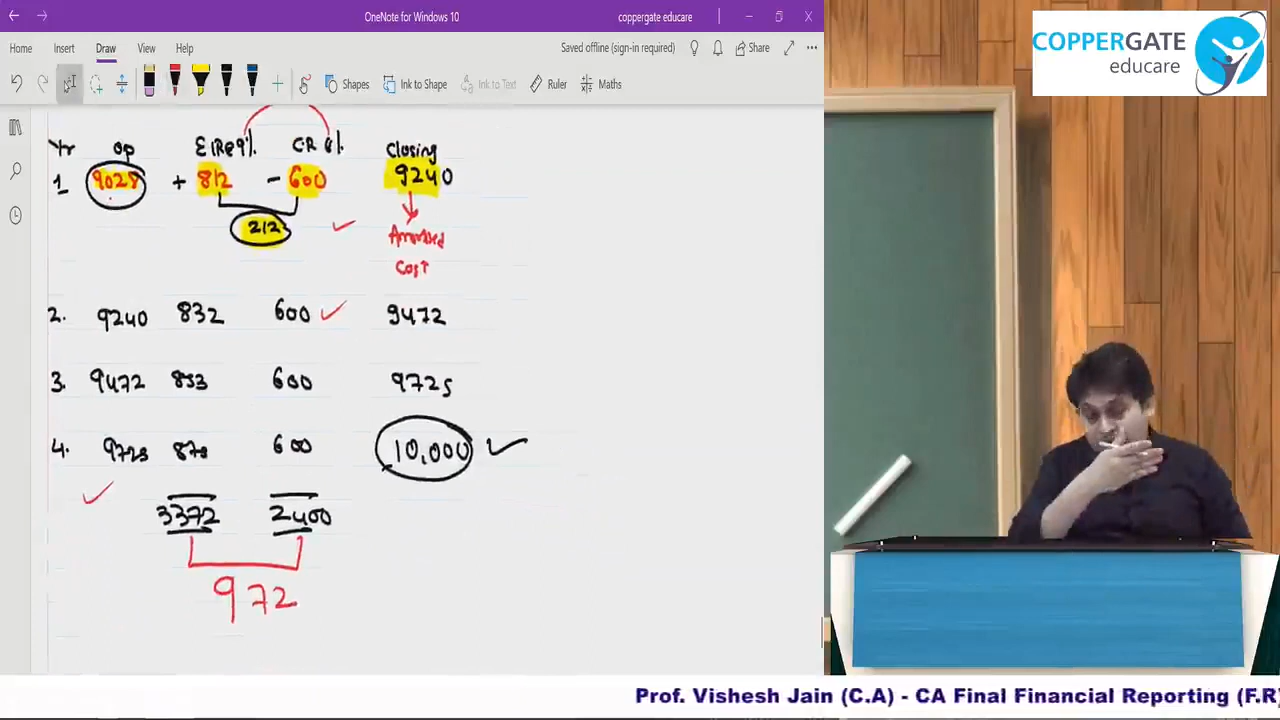 OneNote for Windows 10
coppergate educare
Home Insert Draw View Help
Saved offline (sign-in required)
Share
Shapes
Ink to Shape
Ink to Text
Ruler
Maths
COPPERGATE
educare
Yr op EIR@9% CR 6% Closing
1 9028 + 812 - 600 9240
212
Amortised
Cost
2. 9240 832 600 9472
3. 9472 853 600 9725
4. 9725 875 600 10,000
3372 2400
972
Prof. Vishesh Jain (C.A) - CA Final Financial Reporting (F.R